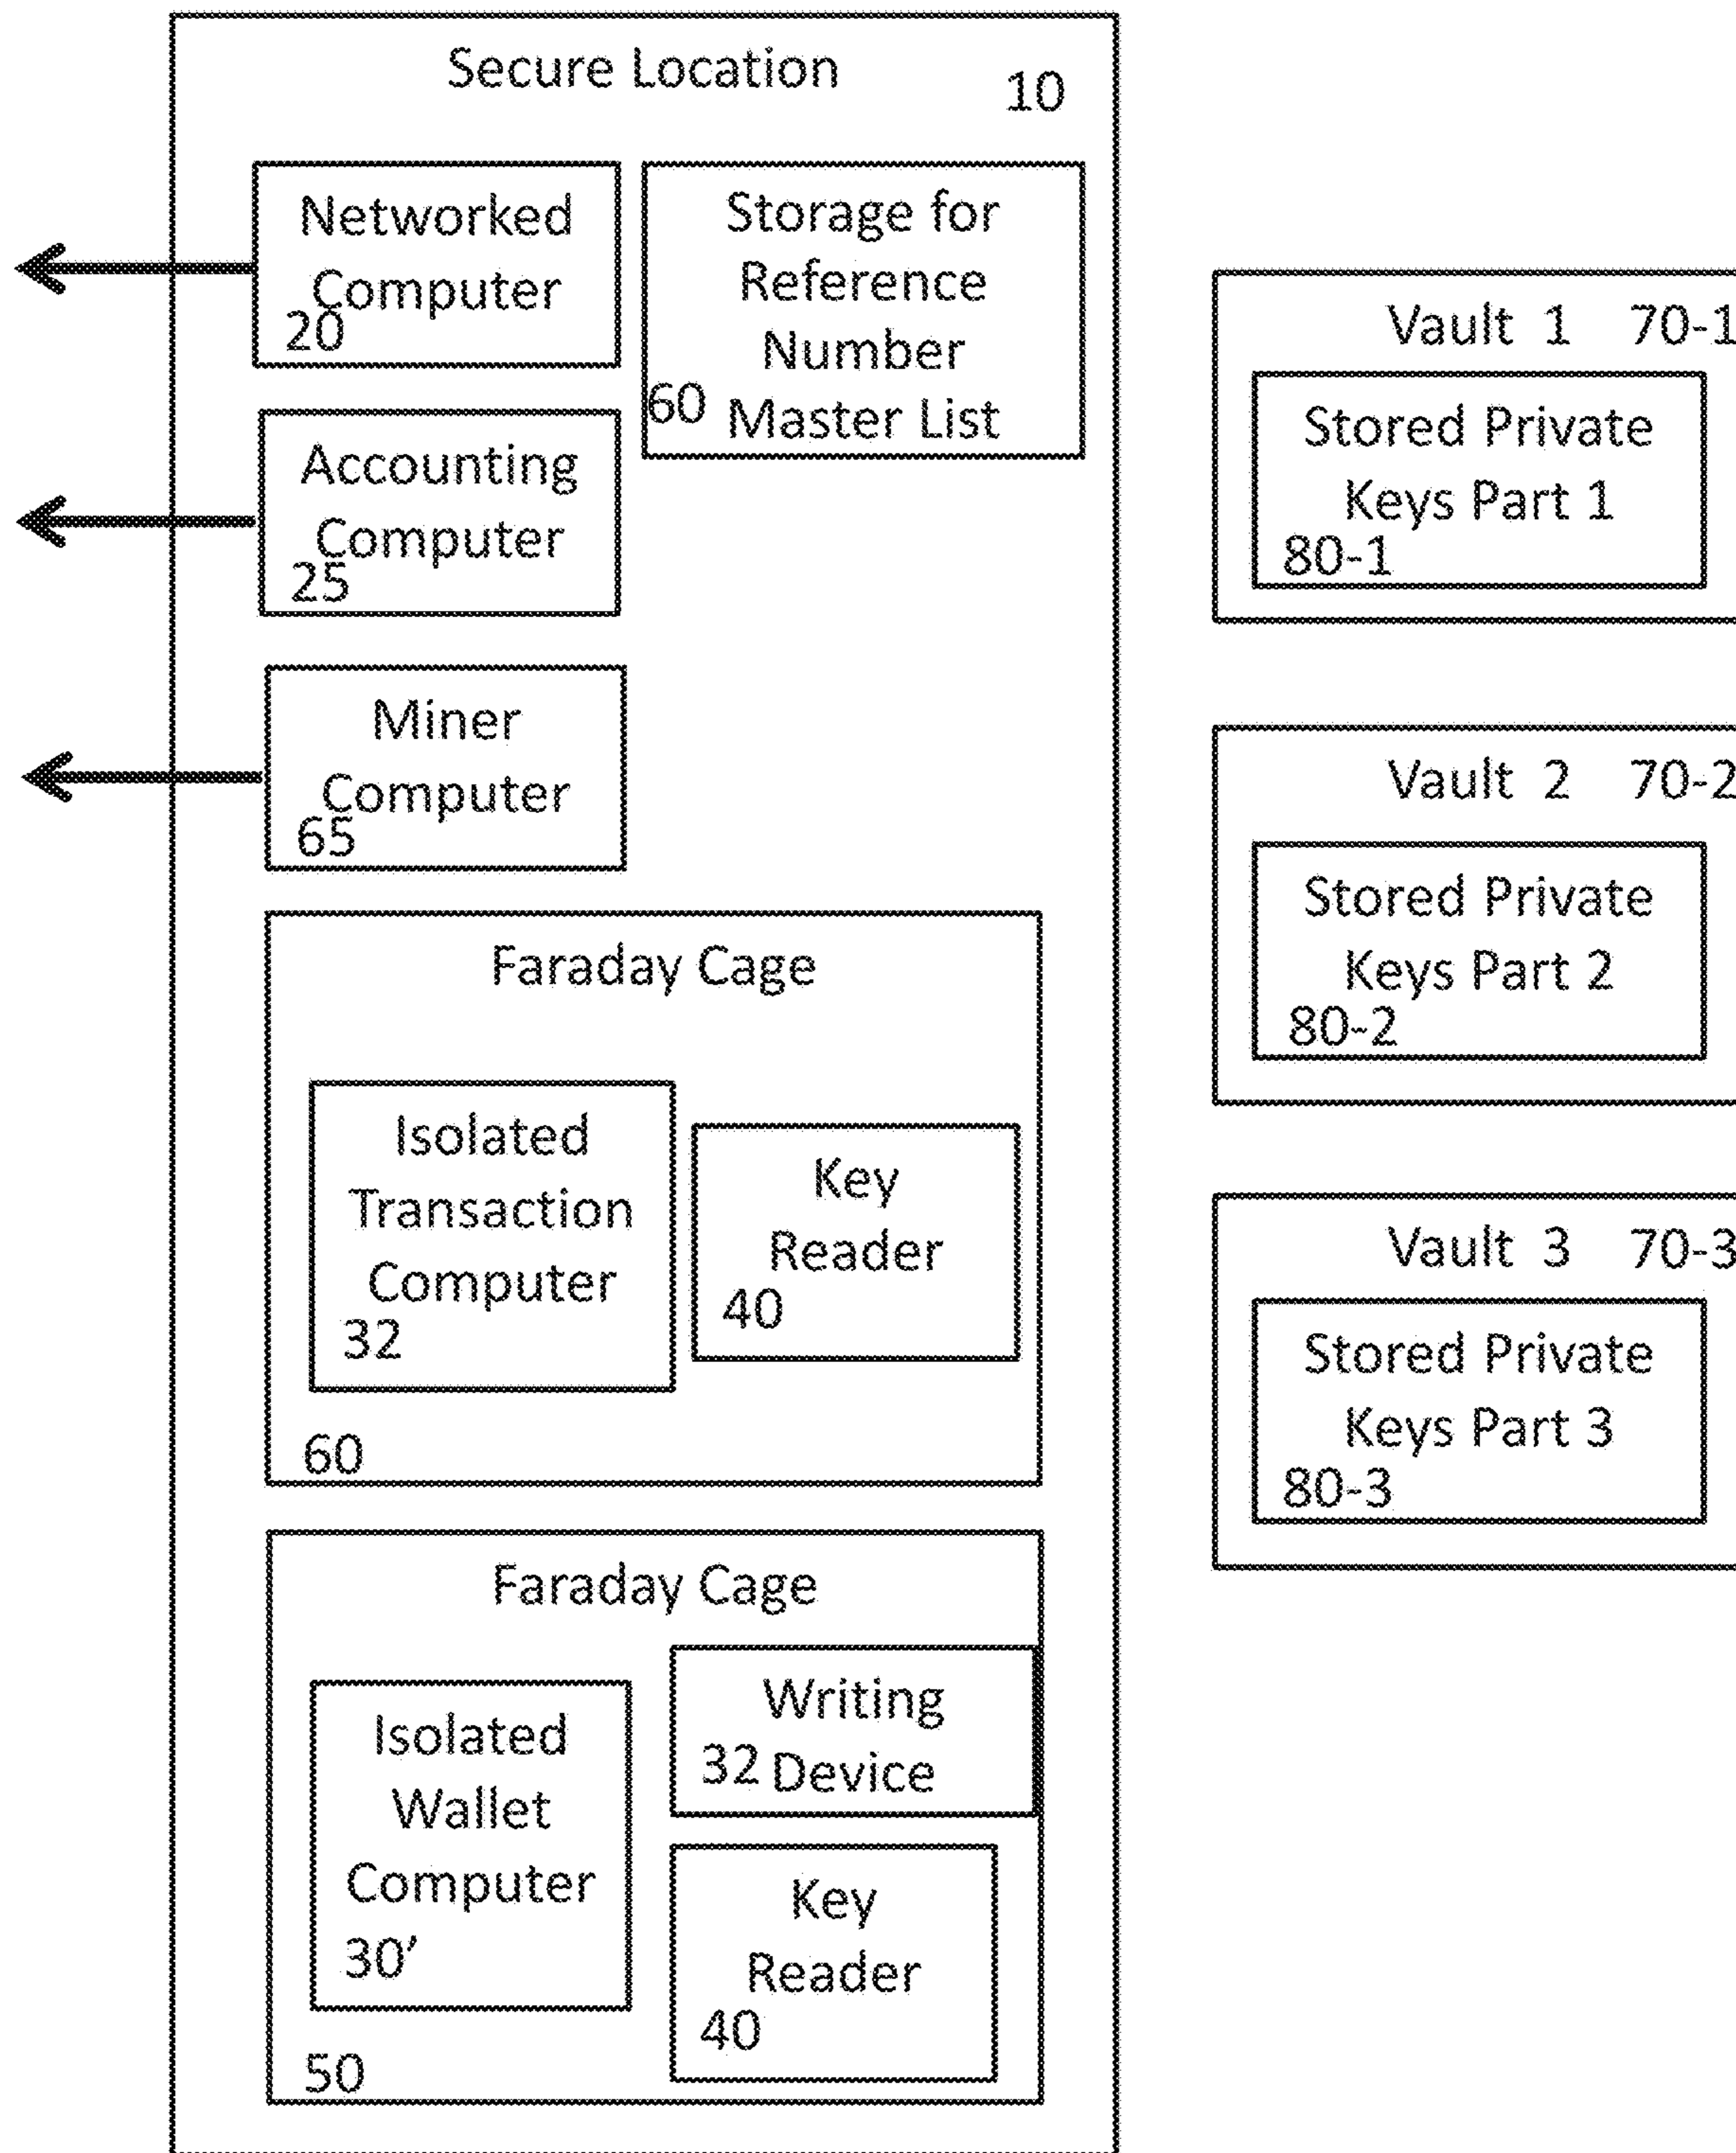 Secure Location
10
Networked
Computer
20
Storage for
Reference
Number
Master List
60
Accounting
Computer
25
Miner
Computer
65
Faraday Cage
Isolated
Transaction
Computer
32
Key
Reader
40
60
Faraday Cage
Isolated
Wallet
Computer
30'
Writing
32 Device
Key
Reader
40
50
Vault 1 70-1
Stored Private
Keys Part 1
80-1
Vault 2 70-2
Stored Private
Keys Part 2
80-2
Vault 3 70-3
Stored Private
Keys Part 3
80-3